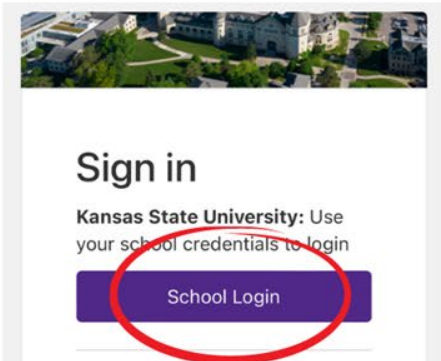 Sign in
Kansas State University: Use
your school credentials to login
School Login